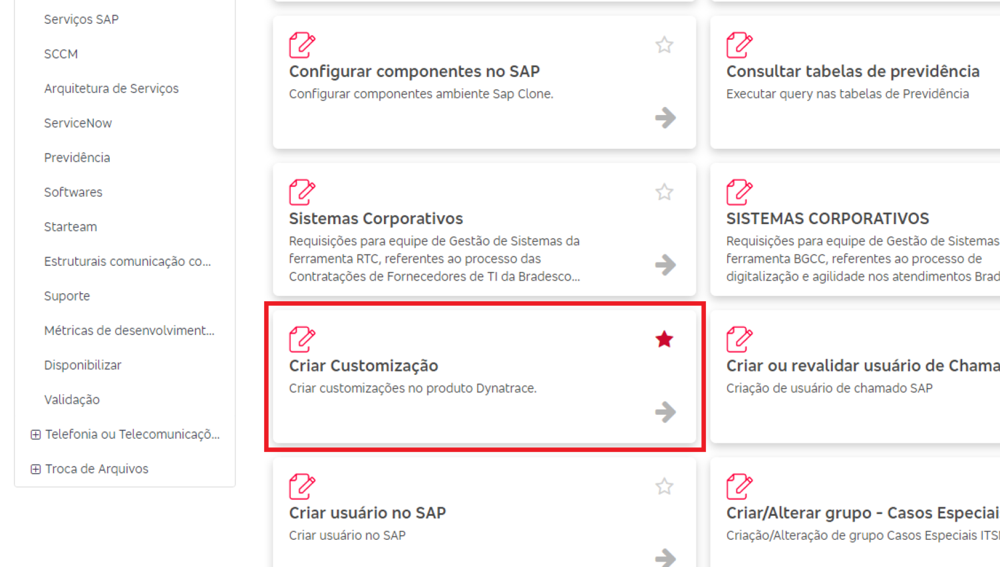 Serviços SAP
SCCM
Arquitetura de Serviços
ServiceNow
Previdência
Softwares
Starteam
Estruturais comunicação co...
Suporte
Métricas de desenvolviment...
Disponibilizar
Validação
Telefonia ou Telecomunicaçõ...
Troca de Arquivos
Configurar componentes no SAP
Configurar componentes ambiente Sap Clone.
Consultar tabelas de previdência
Executar query nas tabelas de Previdência
Sistemas Corporativos
Requisições para equipe de Gestão de Sistemas da
ferramenta RTC, referentes ao processo das
Contratações de Fornecedores de TI da Bradesco...
SISTEMAS CORPORATIVOS
Requisições para equipe de Gestão de Sistemas
ferramenta BGCC, referentes ao processo de
digitalização e agilidade nos atendimentos Brad
Criar Customização
Criar customizações no produto Dynatrace.
Criar ou revalidar usuário de Chama
Criação de usuário de chamado SAP
Criar usuário no SAP
Criar usuário no SAP
Criar/Alterar grupo - Casos Especiai
Criação/Alteração de grupo Casos Especiais ITS